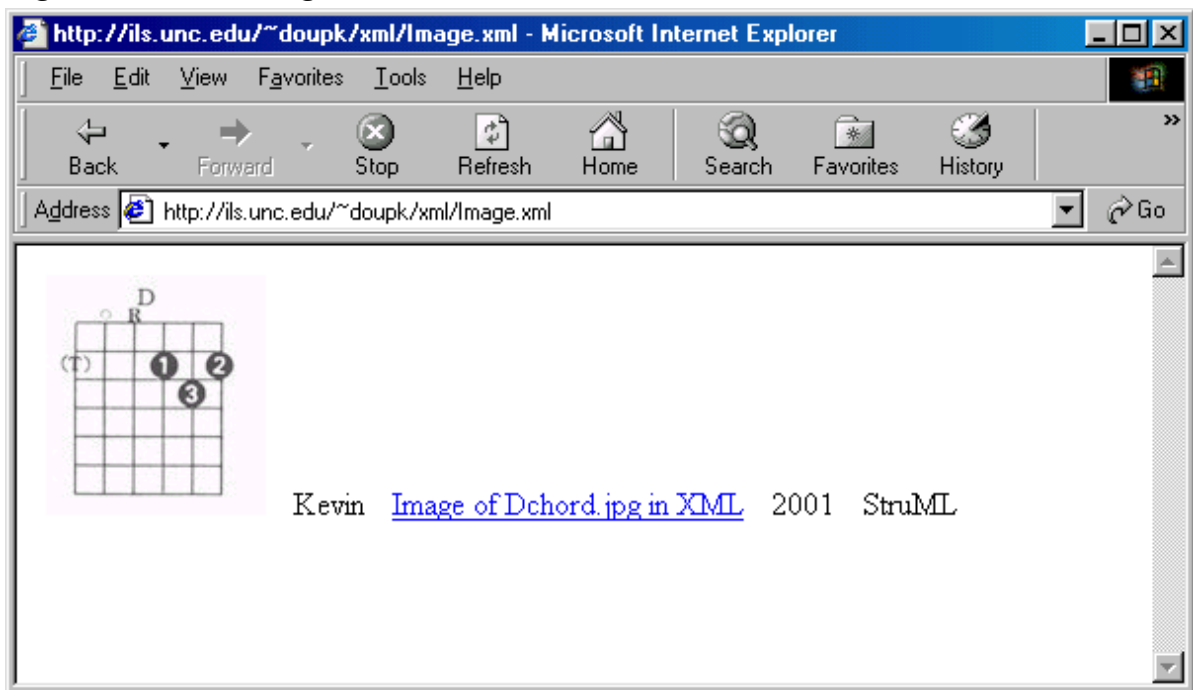 http://ils.unc.edu/~doupk/xml/Image.xml - Microsoft Internet Explorer
File Edit View Favorites Tools Help
»
Back Forward Stop Refresh Home Search Favorites History
Address http://ils.unc.edu/~doupk/xml/Image.xml Go
D
R
(T) 1 2
3
Kevin Image of Dchord.jpg in XML 2001 StruML